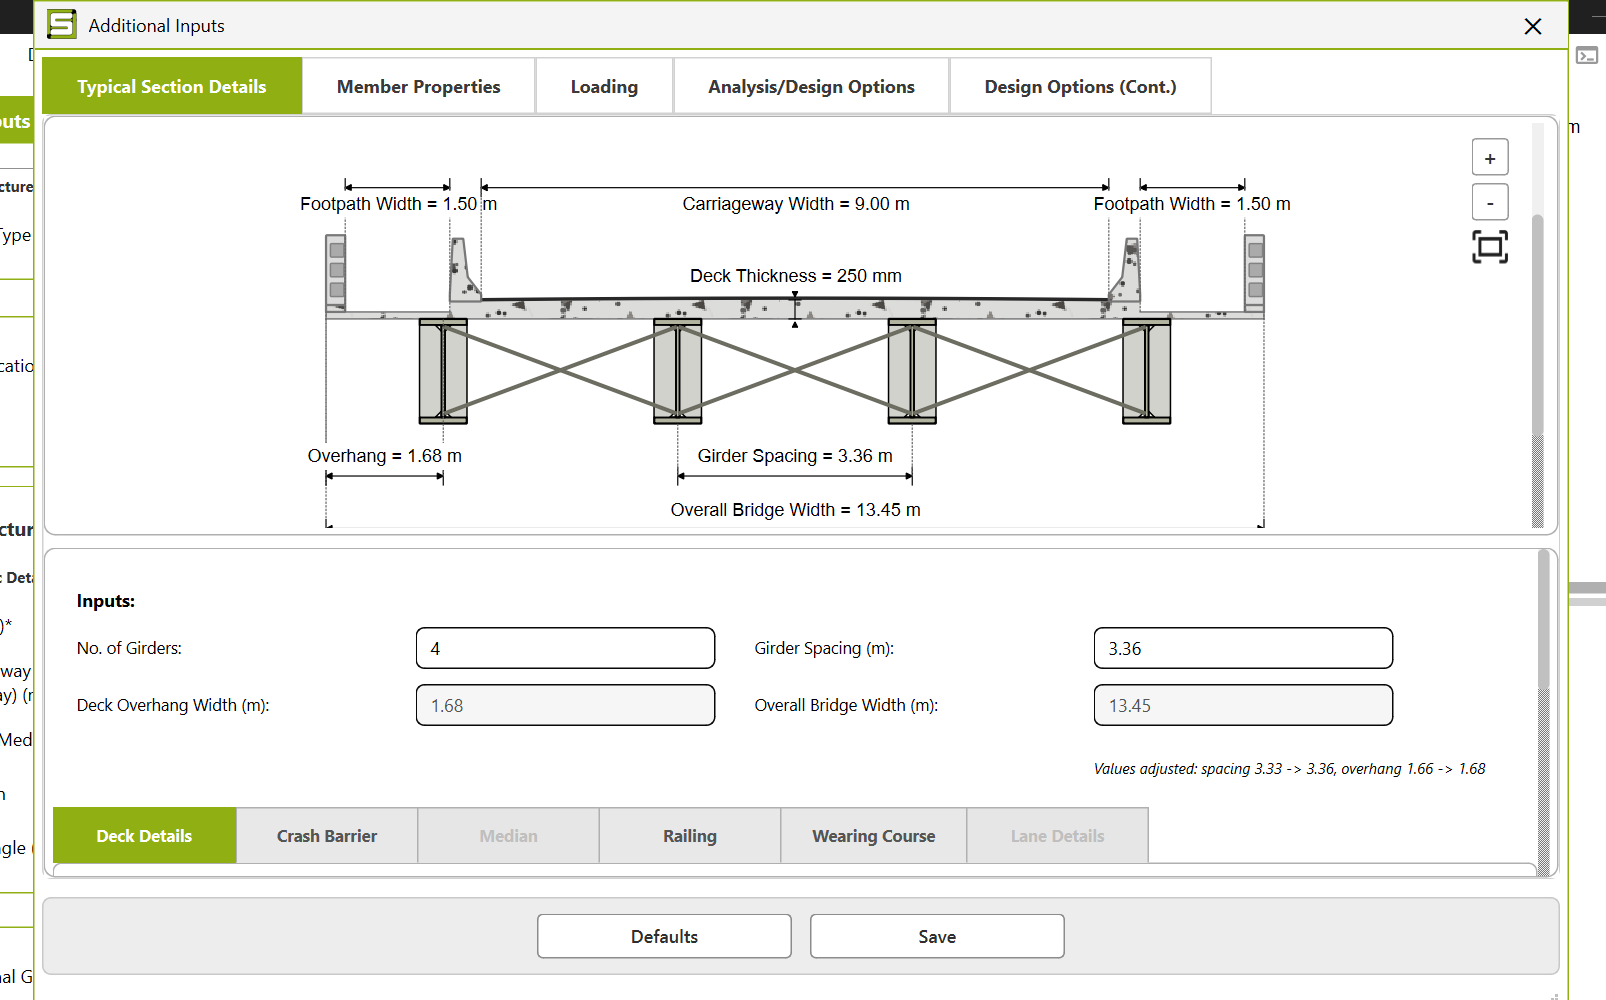 Additional Inputs
Typical Section Details
Member Properties
Loading
Analysis/Design Options
Design Options (Cont.)
Footpath Width = 1.50 m
Carriageway Width = 9.00 m
Footpath Width = 1.50 m
Deck Thickness = 250 mm
Overhang = 1.68 m
Girder Spacing = 3.36 m
Overall Bridge Width = 13.45 m
Inputs:
No. of Girders:
4
Girder Spacing (m):
3.36
Deck Overhang Width (m):
1.68
Overall Bridge Width (m):
13.45
Values adjusted: spacing 3.33 -> 3.36, overhang 1.66 -> 1.68
Deck Details
Crash Barrier
Median
Railing
Wearing Course
Lane Details
Defaults
Save